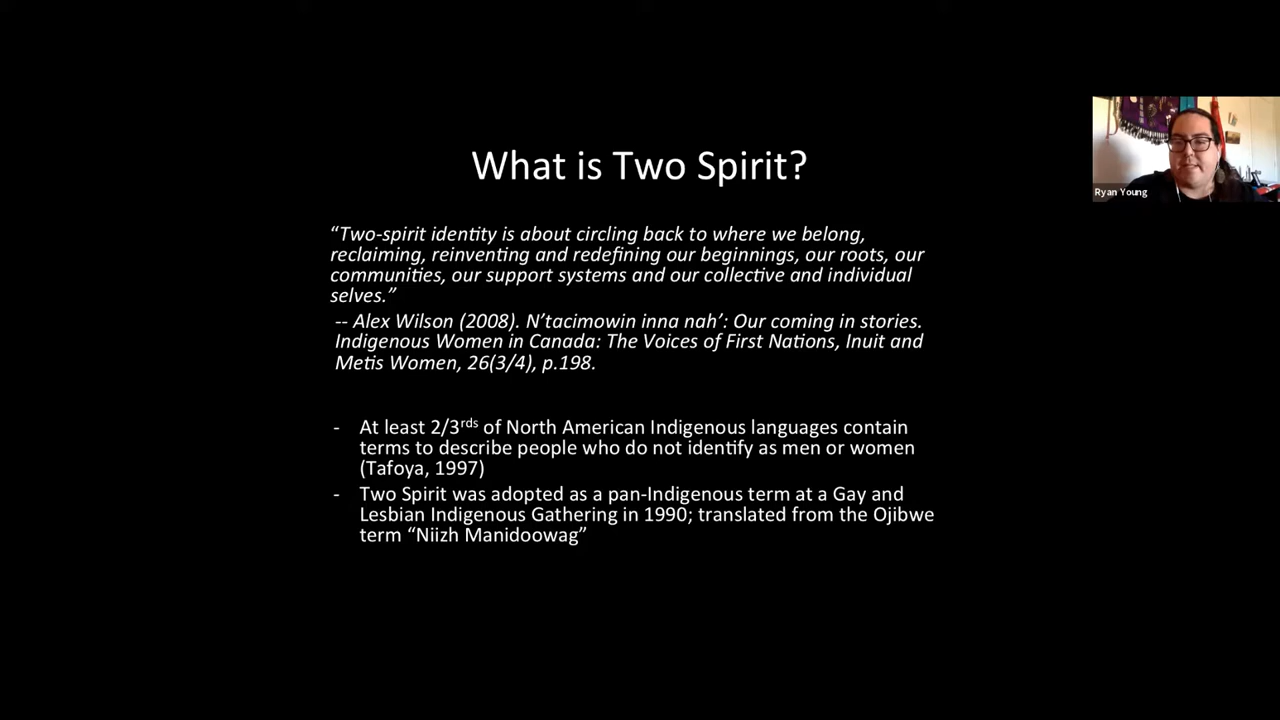 What is Two Spirit?
“Two-spirit identity is about circling back to where we belong,
reclaiming, reinventing and redefining our beginnings, our roots, our
communities, our support systems and our collective and individual
selves.”
-- Alex Wilson (2008). N’tacimowin inna nah’: Our coming in stories.
Indigenous Women in Canada: The Voices of First Nations, Inuit and
Metis Women, 26(3/4), p.198.
- At least 2/3rds of North American Indigenous languages contain
terms to describe people who do not identify as men or women
(Tafoya, 1997)
- Two Spirit was adopted as a pan-Indigenous term at a Gay and
Lesbian Indigenous Gathering in 1990; translated from the Ojibwe
term “Niizh Manidoowag”
Ryan Young